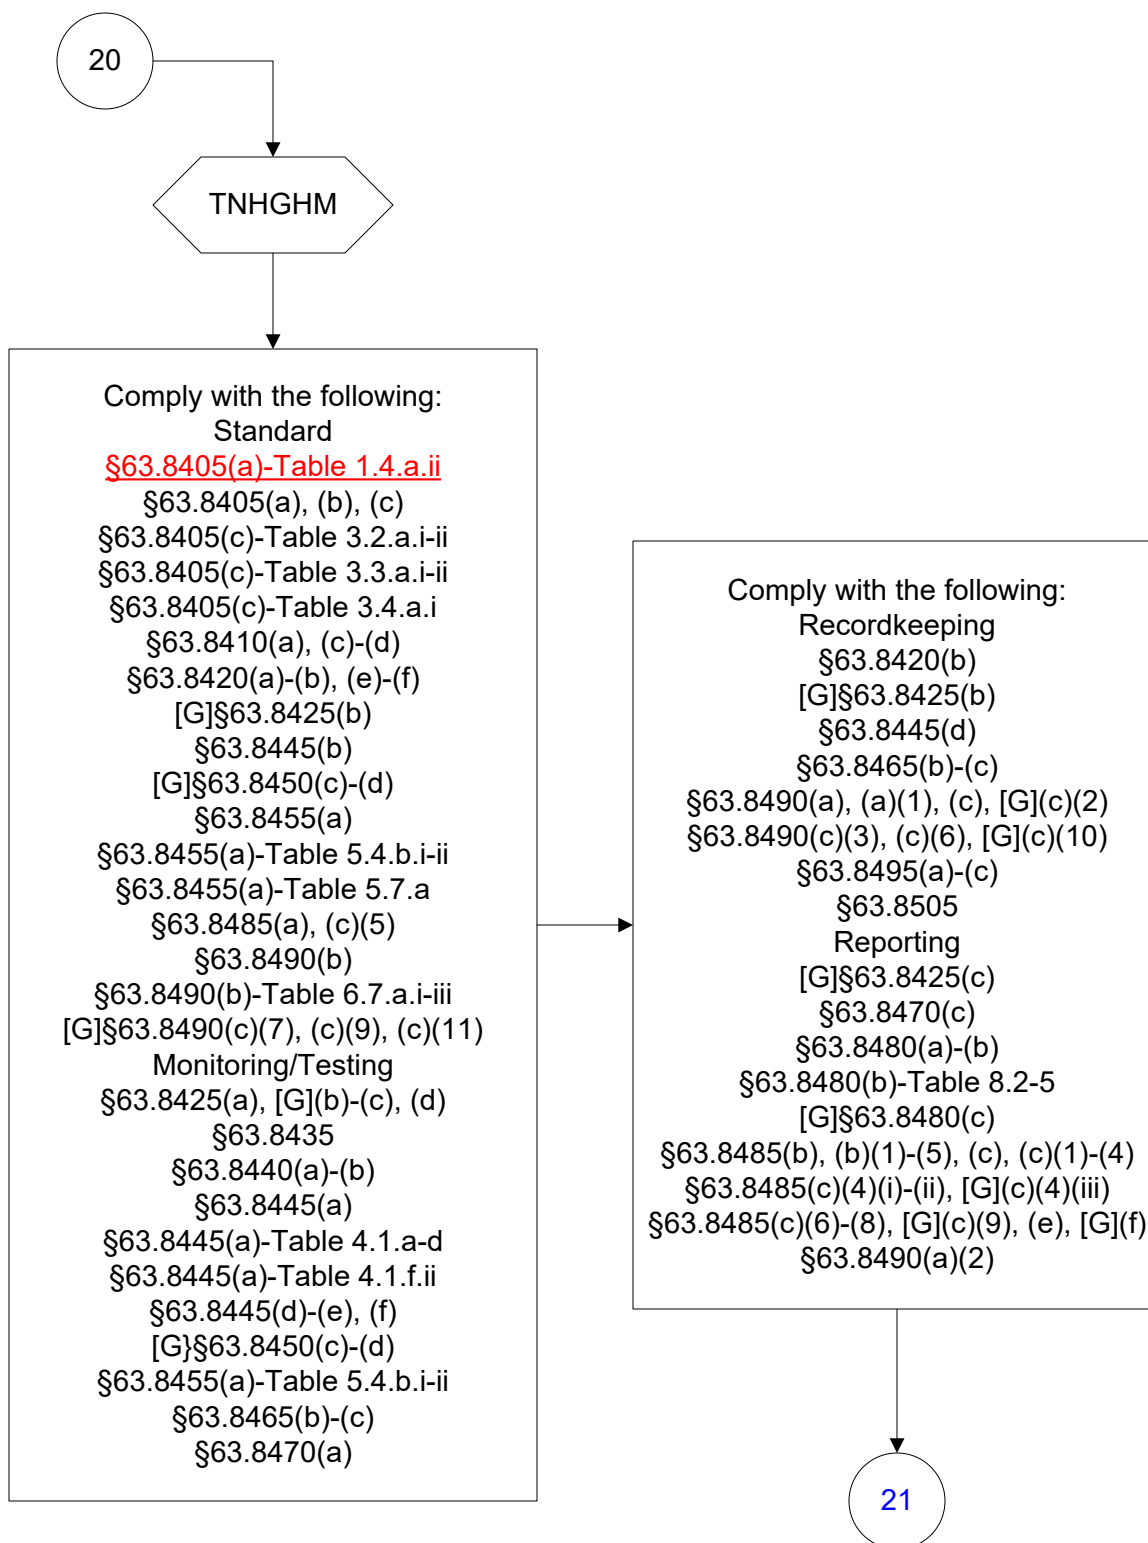 20
TNHGHM
Comply with the following:
Standard
§63.8405(a)-Table 1.4.a.ii
§63.8405(a), (b), (c)
§63.8405(c)-Table 3.2.a.i-ii
§63.8405(c)-Table 3.3.a.i-ii
§63.8405(c)-Table 3.4.a.i
§63.8410(a), (c)-(d)
§63.8420(a)-(b), (e)-(f)
[G]§63.8425(b)
§63.8445(b)
[G]§63.8450(c)-(d)
§63.8455(a)
§63.8455(a)-Table 5.4.b.i-ii
§63.8455(a)-Table 5.7.a
§63.8485(a), (c)(5)
§63.8490(b)
§63.8490(b)-Table 6.7.a.i-iii
[G]§63.8490(c)(7), (c)(9), (c)(11)
Monitoring/Testing
§63.8425(a), [G](b)-(c), (d)
§63.8435
§63.8440(a)-(b)
§63.8445(a)
§63.8445(a)-Table 4.1.a-d
§63.8445(a)-Table 4.1.f.ii
§63.8445(d)-(e), (f)
[G}§63.8450(c)-(d)
§63.8455(a)-Table 5.4.b.i-ii
§63.8465(b)-(c)
§63.8470(a)
Comply with the following:
Recordkeeping
§63.8420(b)
[G]§63.8425(b)
§63.8445(d)
§63.8465(b)-(c)
§63.8490(a), (a)(1), (c), [G](c)(2)
§63.8490(c)(3), (c)(6), [G](c)(10)
§63.8495(a)-(c)
§63.8505
Reporting
[G]§63.8425(c)
§63.8470(c)
§63.8480(a)-(b)
§63.8480(b)-Table 8.2-5
[G]§63.8480(c)
§63.8485(b), (b)(1)-(5), (c), (c)(1)-(4)
§63.8485(c)(4)(i)-(ii), [G](c)(4)(iii)
§63.8485(c)(6)-(8), [G](c)(9), (e), [G](f)
§63.8490(a)(2)
21